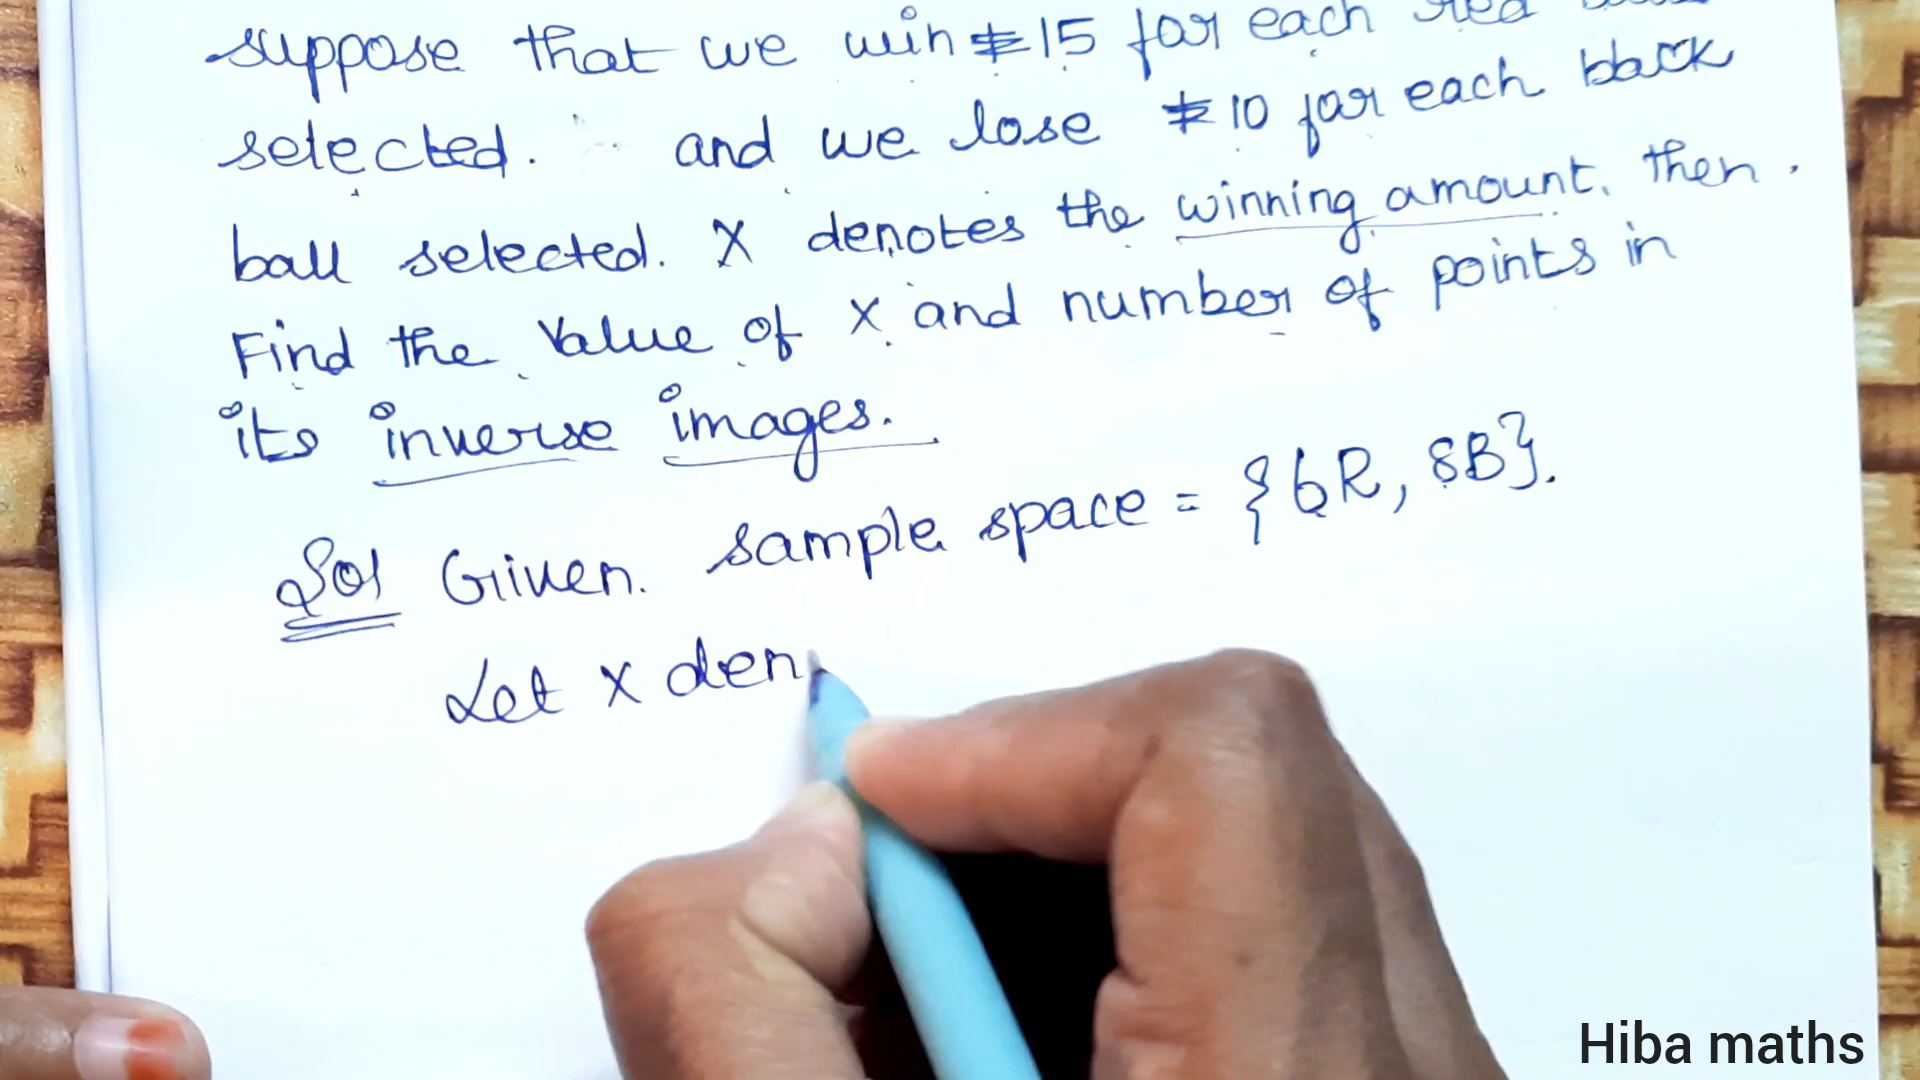 suppose that we win ₹15 for each red
selected. and we lose ₹10 for each black
ball selected. X denotes the winning amount. then
Find the Value of X and number of points in
its inverse images.
Sol Given. sample space = {6R, 8B}.
Let X den
Hiba maths